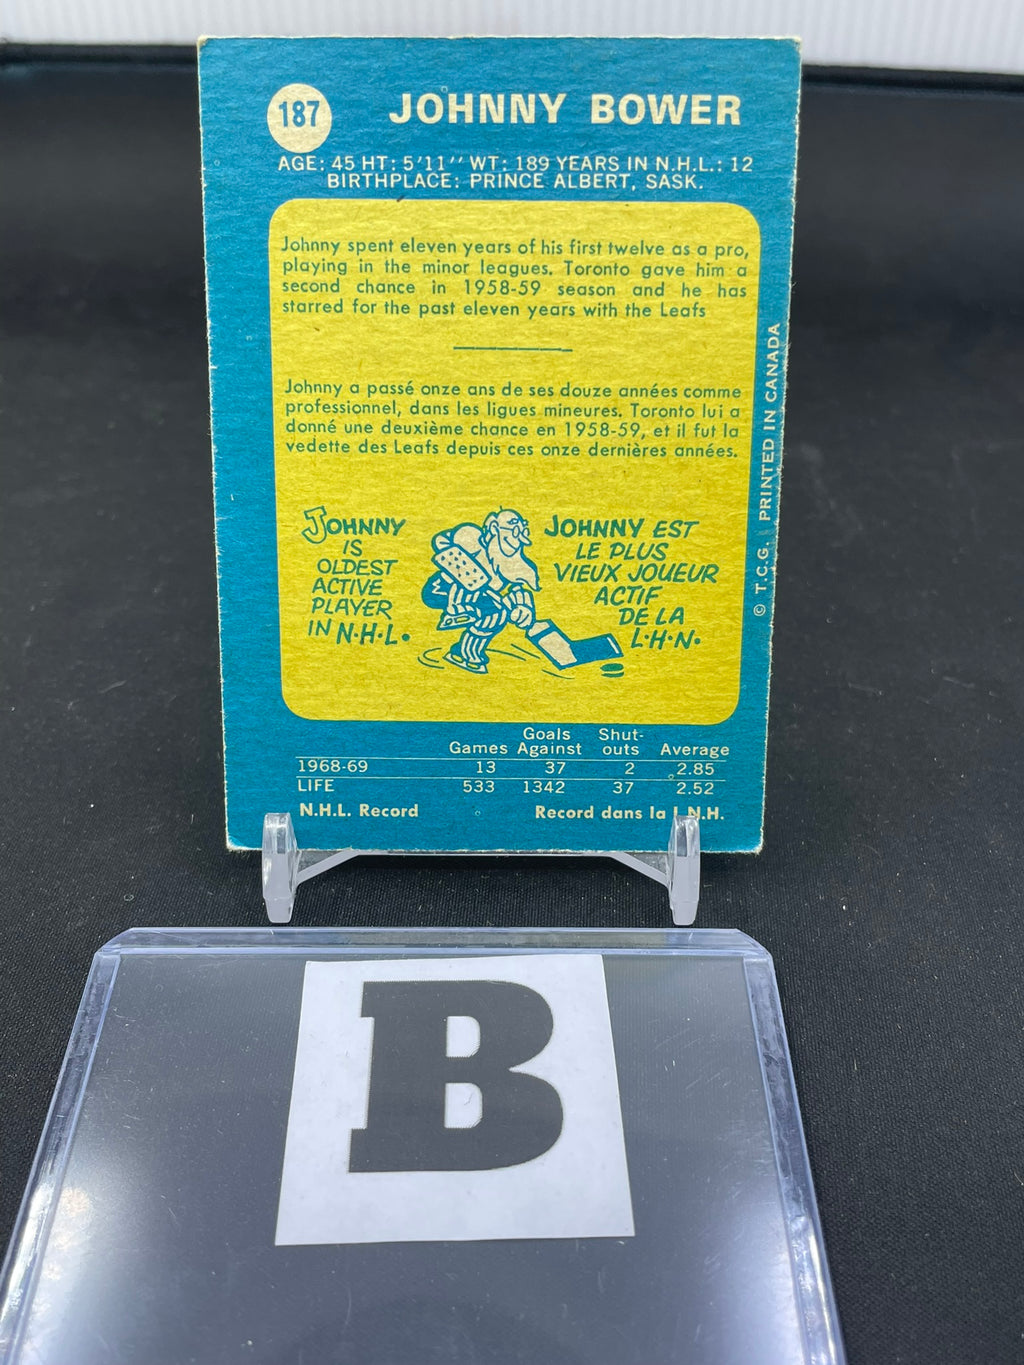 187
JOHNNY BOWER
AGE: 45 HT: 5'11'' WT: 189 YEARS IN N.H.L.: 12
BIRTHPLACE: PRINCE ALBERT, SASK.
Johnny spent eleven years of his first twelve as a pro,
playing in the minor leagues. Toronto gave him a
second chance in 1958-59 season and he has
starred for the past eleven years with the Leafs
Johnny a passé onze ans de ses douze années comme
professionnel, dans les ligues mineures. Toronto lui a
donné une deuxième chance en 1958-59, et il fut la
vedette des Leafs depuis ces onze dernières années.
JOHNNY
IS
OLDEST
ACTIVE
PLAYER
IN N.H.L.
JOHNNY EST
LE PLUS
VIEUX JOUEUR
ACTIF
DE LA
L.H.N.
© T.C.G. PRINTED IN CANADA
Games Goals Against Shut-outs Average
1968-69 13 37 2 2.85
LIFE 533 1342 37 2.52
N.H.L. Record Record dans la L.N.H.
B